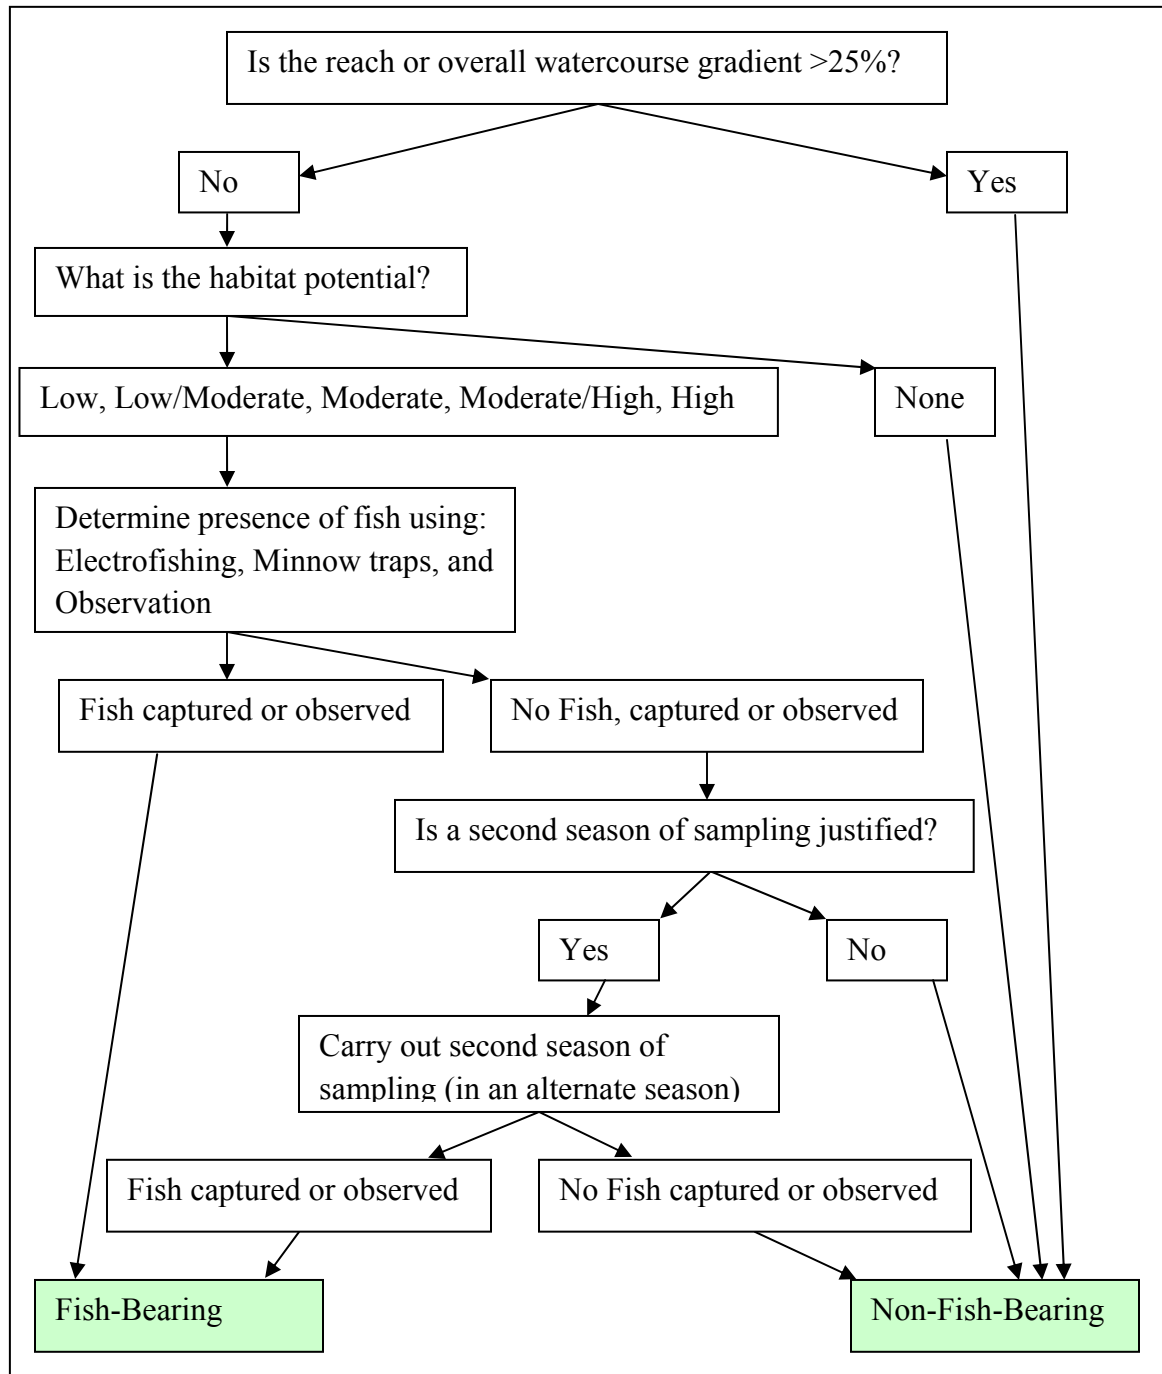 Is the reach or overall watercourse gradient >25%?
No
Yes
What is the habitat potential?
Low, Low/Moderate, Moderate, Moderate/High, High
None
Determine presence of fish using:
Electrofishing, Minnow traps, and
Observation
Fish captured or observed
No Fish, captured or observed
Is a second season of sampling justified?
Yes
No
Carry out second season of
sampling (in an alternate season)
Fish captured or observed
No Fish captured or observed
Fish-Bearing
Non-Fish-Bearing